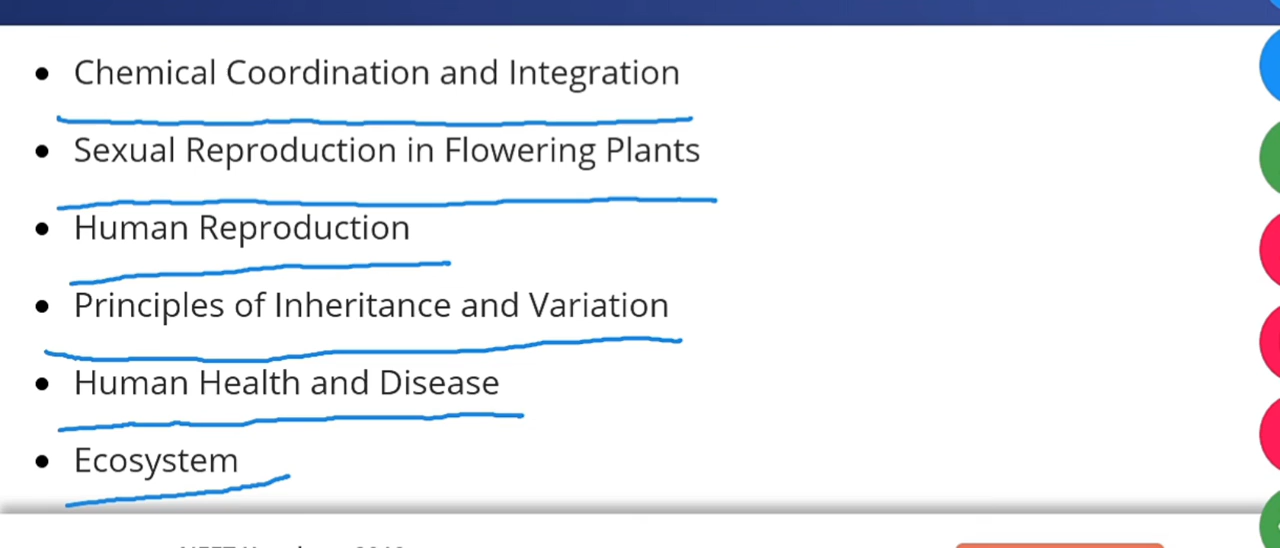 • Chemical Coordination and Integration
• Sexual Reproduction in Flowering Plants
• Human Reproduction
• Principles of Inheritance and Variation
• Human Health and Disease
• Ecosystem